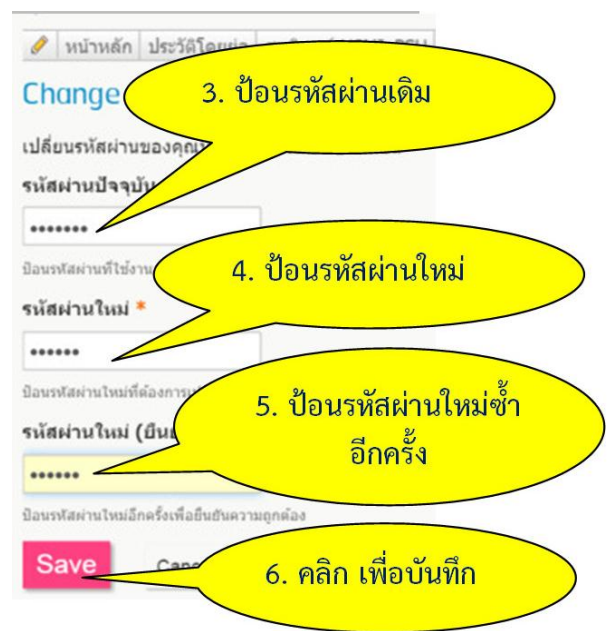 หน้าหลัก ประวัติโดยย่อ
3. ป้อนรหัสผ่านเดิม
Change
เปลี่ยนรหัสผ่านของคุณ
รหัสผ่านปัจจุบัน
•••••••
ป้อนรหัสผ่านที่ใช้งาน
4. ป้อนรหัสผ่านใหม่
รหัสผ่านใหม่ *
••••••
ป้อนรหัสผ่านใหม่ที่ต้องการ
5. ป้อนรหัสผ่านใหม่ซ้ำ
อีกครั้ง
รหัสผ่านใหม่ (ยืน
••••••
ป้อนรหัสผ่านใหม่อีกครั้งเพื่อยืนยันความถูกต้อง
Save
6. คลิก เพื่อบันทึก